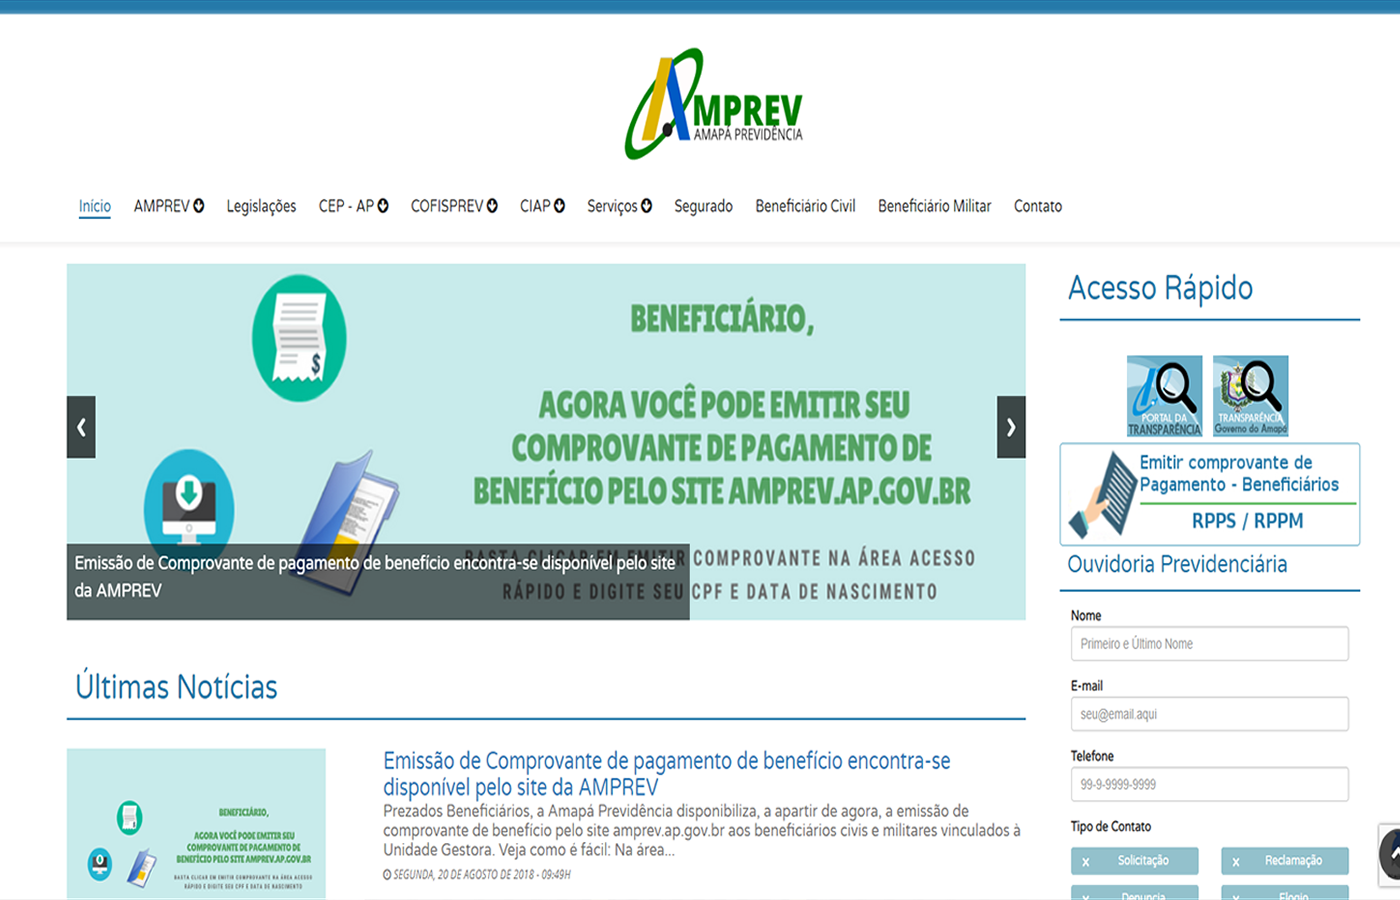 AMPREV
AMAPÁ PREVIDÊNCIA
Início AMPREV Legislações CEP - AP COFISPREV CIAP Serviços Segurado Beneficiário Civil Beneficiário Militar Contato
BENEFICIÁRIO,
AGORA VOCÊ PODE EMITIR SEU
COMPROVANTE DE PAGAMENTO DE
BENEFÍCIO PELO SITE AMPREV.AP.GOV.BR
BASTA CLICAR EM EMITIR COMPROVANTE NA ÁREA ACESSO
RÁPIDO E DIGITE SEU CPF E DATA DE NASCIMENTO
Emissão de Comprovante de pagamento de benefício encontra-se disponível pelo site
da AMPREV
Últimas Notícias
BENEFICIÁRIO,
AGORA VOCÊ PODE EMITIR SEU
COMPROVANTE DE PAGAMENTO DE
BENEFÍCIO PELO SITE AMPREV.AP.GOV.BR
BASTA CLICAR EM EMITIR COMPROVANTE NA ÁREA ACESSO
RÁPIDO E DIGITE SEU CPF E DATA DE NASCIMENTO
Emissão de Comprovante de pagamento de benefício encontra-se
disponível pelo site da AMPREV
Prezados Beneficiários, a Amapá Previdência disponibiliza, a apartir de agora, a emissão de
comprovante de benefício pelo site amprev.ap.gov.br aos beneficiários civis e militares vinculados à
Unidade Gestora. Veja como é fácil: Na área...
SEGUNDA, 20 DE AGOSTO DE 2018 - 09:49H
Acesso Rápido
PORTAL DA
TRANSPARÊNCIA
TRANSPARÊNCIA
Governo do Amapá
Emitir comprovante de
Pagamento - Beneficiários
RPPS / RPPM
Ouvidoria Previdenciária
Nome
Primeiro e Último Nome
E-mail
seu@email.aqui
Telefone
99-9-9999-9999
Tipo de Contato
x Solicitação
x Reclamação
x Denuncia
x Elogio